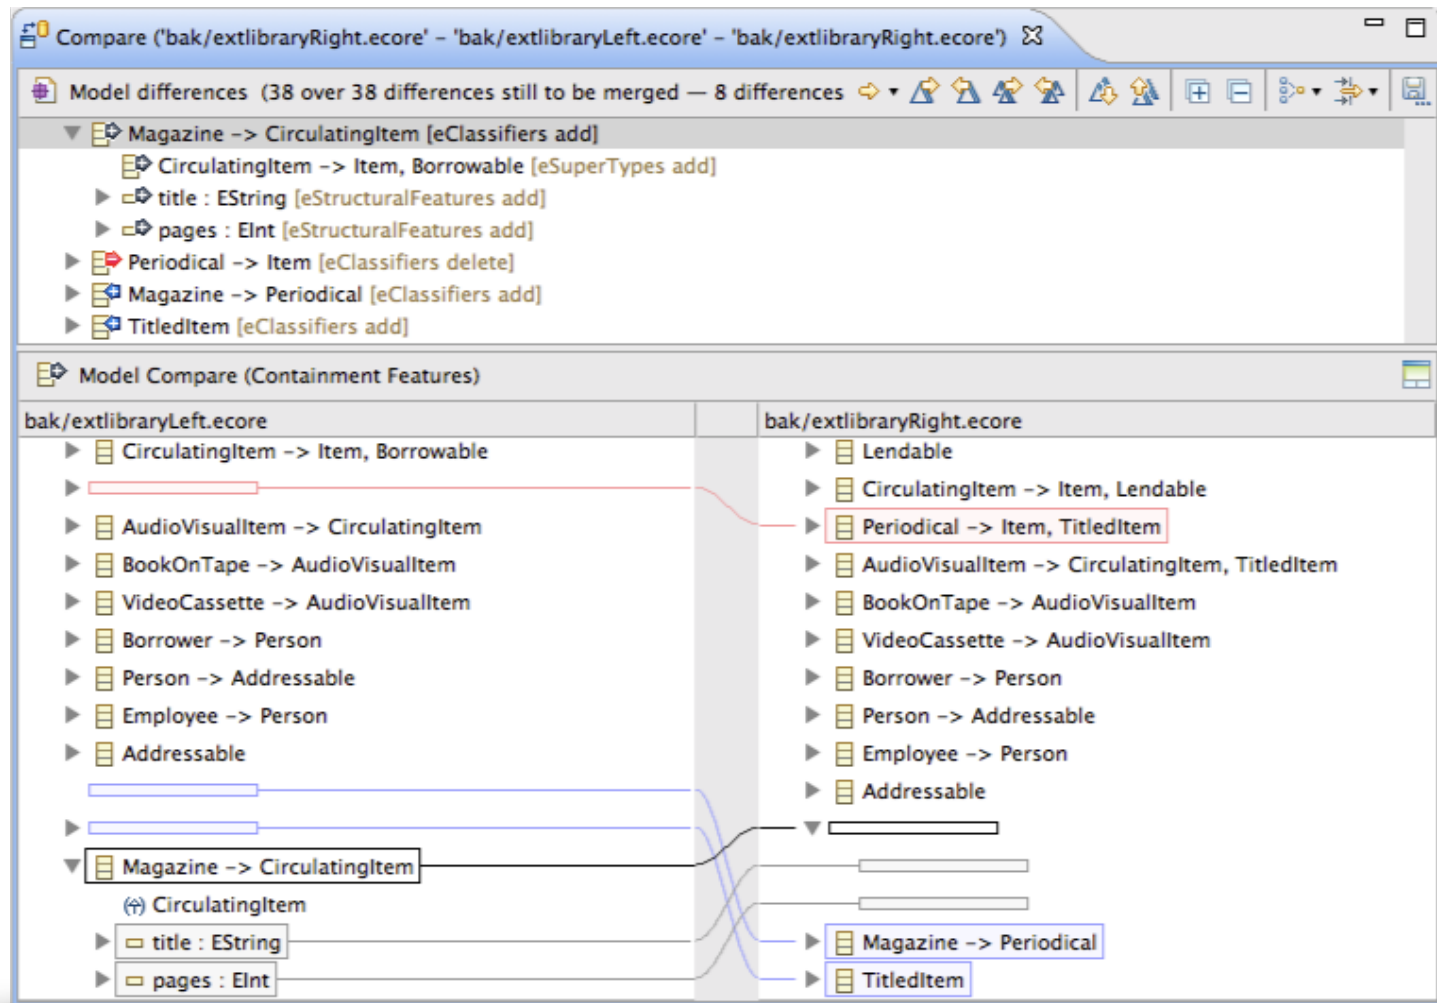 Compare ('bak/extlibraryRight.ecore' - 'bak/extlibraryLeft.ecore' - 'bak/extlibraryRight.ecore')
Model differences (38 over 38 differences still to be merged — 8 differences
Magazine -> CirculatingItem [eClassifiers add]
CirculatingItem -> Item, Borrowable [eSuperTypes add]
title : EString [eStructuralFeatures add]
pages : EInt [eStructuralFeatures add]
Periodical -> Item [eClassifiers delete]
Magazine -> Periodical [eClassifiers add]
TitledItem [eClassifiers add]
Model Compare (Containment Features)
bak/extlibraryLeft.ecore
CirculatingItem -> Item, Borrowable
AudioVisualItem -> CirculatingItem
BookOnTape -> AudioVisualItem
VideoCassette -> AudioVisualItem
Borrower -> Person
Person -> Addressable
Employee -> Person
Addressable
Magazine -> CirculatingItem
CirculatingItem
title : EString
pages : EInt
bak/extlibraryRight.ecore
Lendable
CirculatingItem -> Item, Lendable
Periodical -> Item, TitledItem
AudioVisualItem -> CirculatingItem, TitledItem
BookOnTape -> AudioVisualItem
VideoCassette -> AudioVisualItem
Borrower -> Person
Person -> Addressable
Employee -> Person
Addressable
Magazine -> Periodical
TitledItem